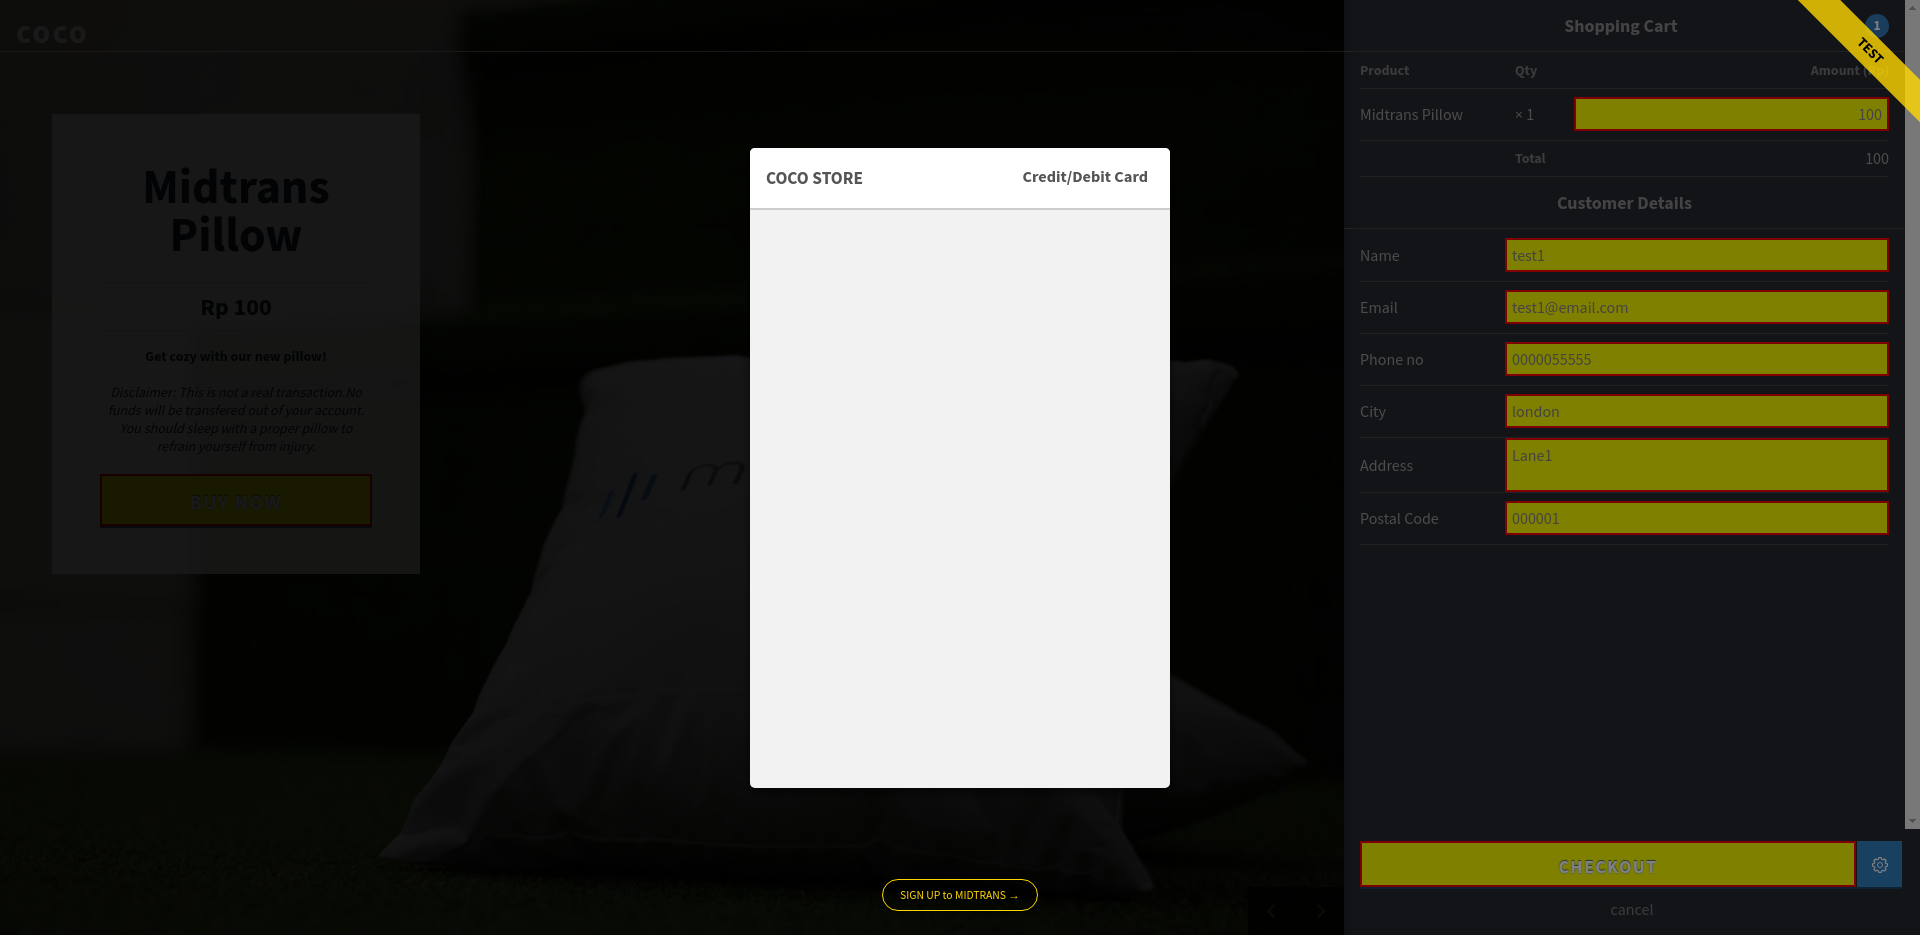 coco
Midtrans
Pillow
Rp 100
Get cozy with our new pillow!
Disclaimer: This is not a real transaction.No
funds will be transfered out of your account.
You should sleep with a proper pillow to
refrain yourself from injury.
BUY NOW
m
COCO STORE
Credit/Debit Card
SIGN UP to MIDTRANS →
Shopping Cart
1
TEST
Product Qty Amount
Midtrans Pillow × 1 100
Total 100
Customer Details
Name test1
Email test1@email.com
Phone no 0000055555
City london
Address Lane1
Postal Code 000001
CHECKOUT
cancel